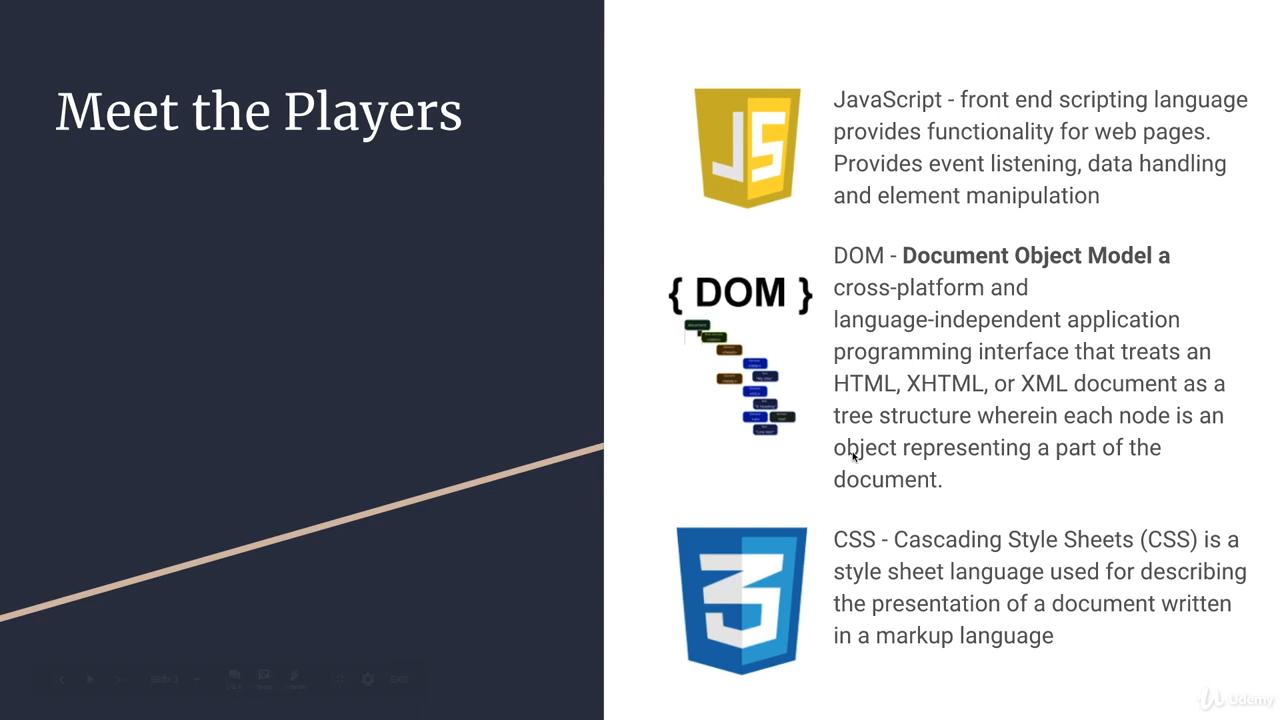 Meet the Players
JS
JavaScript - front end scripting language
provides functionality for web pages.
Provides event listening, data handling
and element manipulation
{ DOM }
DOM - Document Object Model a
cross-platform and
language-independent application
programming interface that treats an
HTML, XHTML, or XML document as a
tree structure wherein each node is an
object representing a part of the
document.
3
CSS - Cascading Style Sheets (CSS) is a
style sheet language used for describing
the presentation of a document written
in a markup language
Udemy